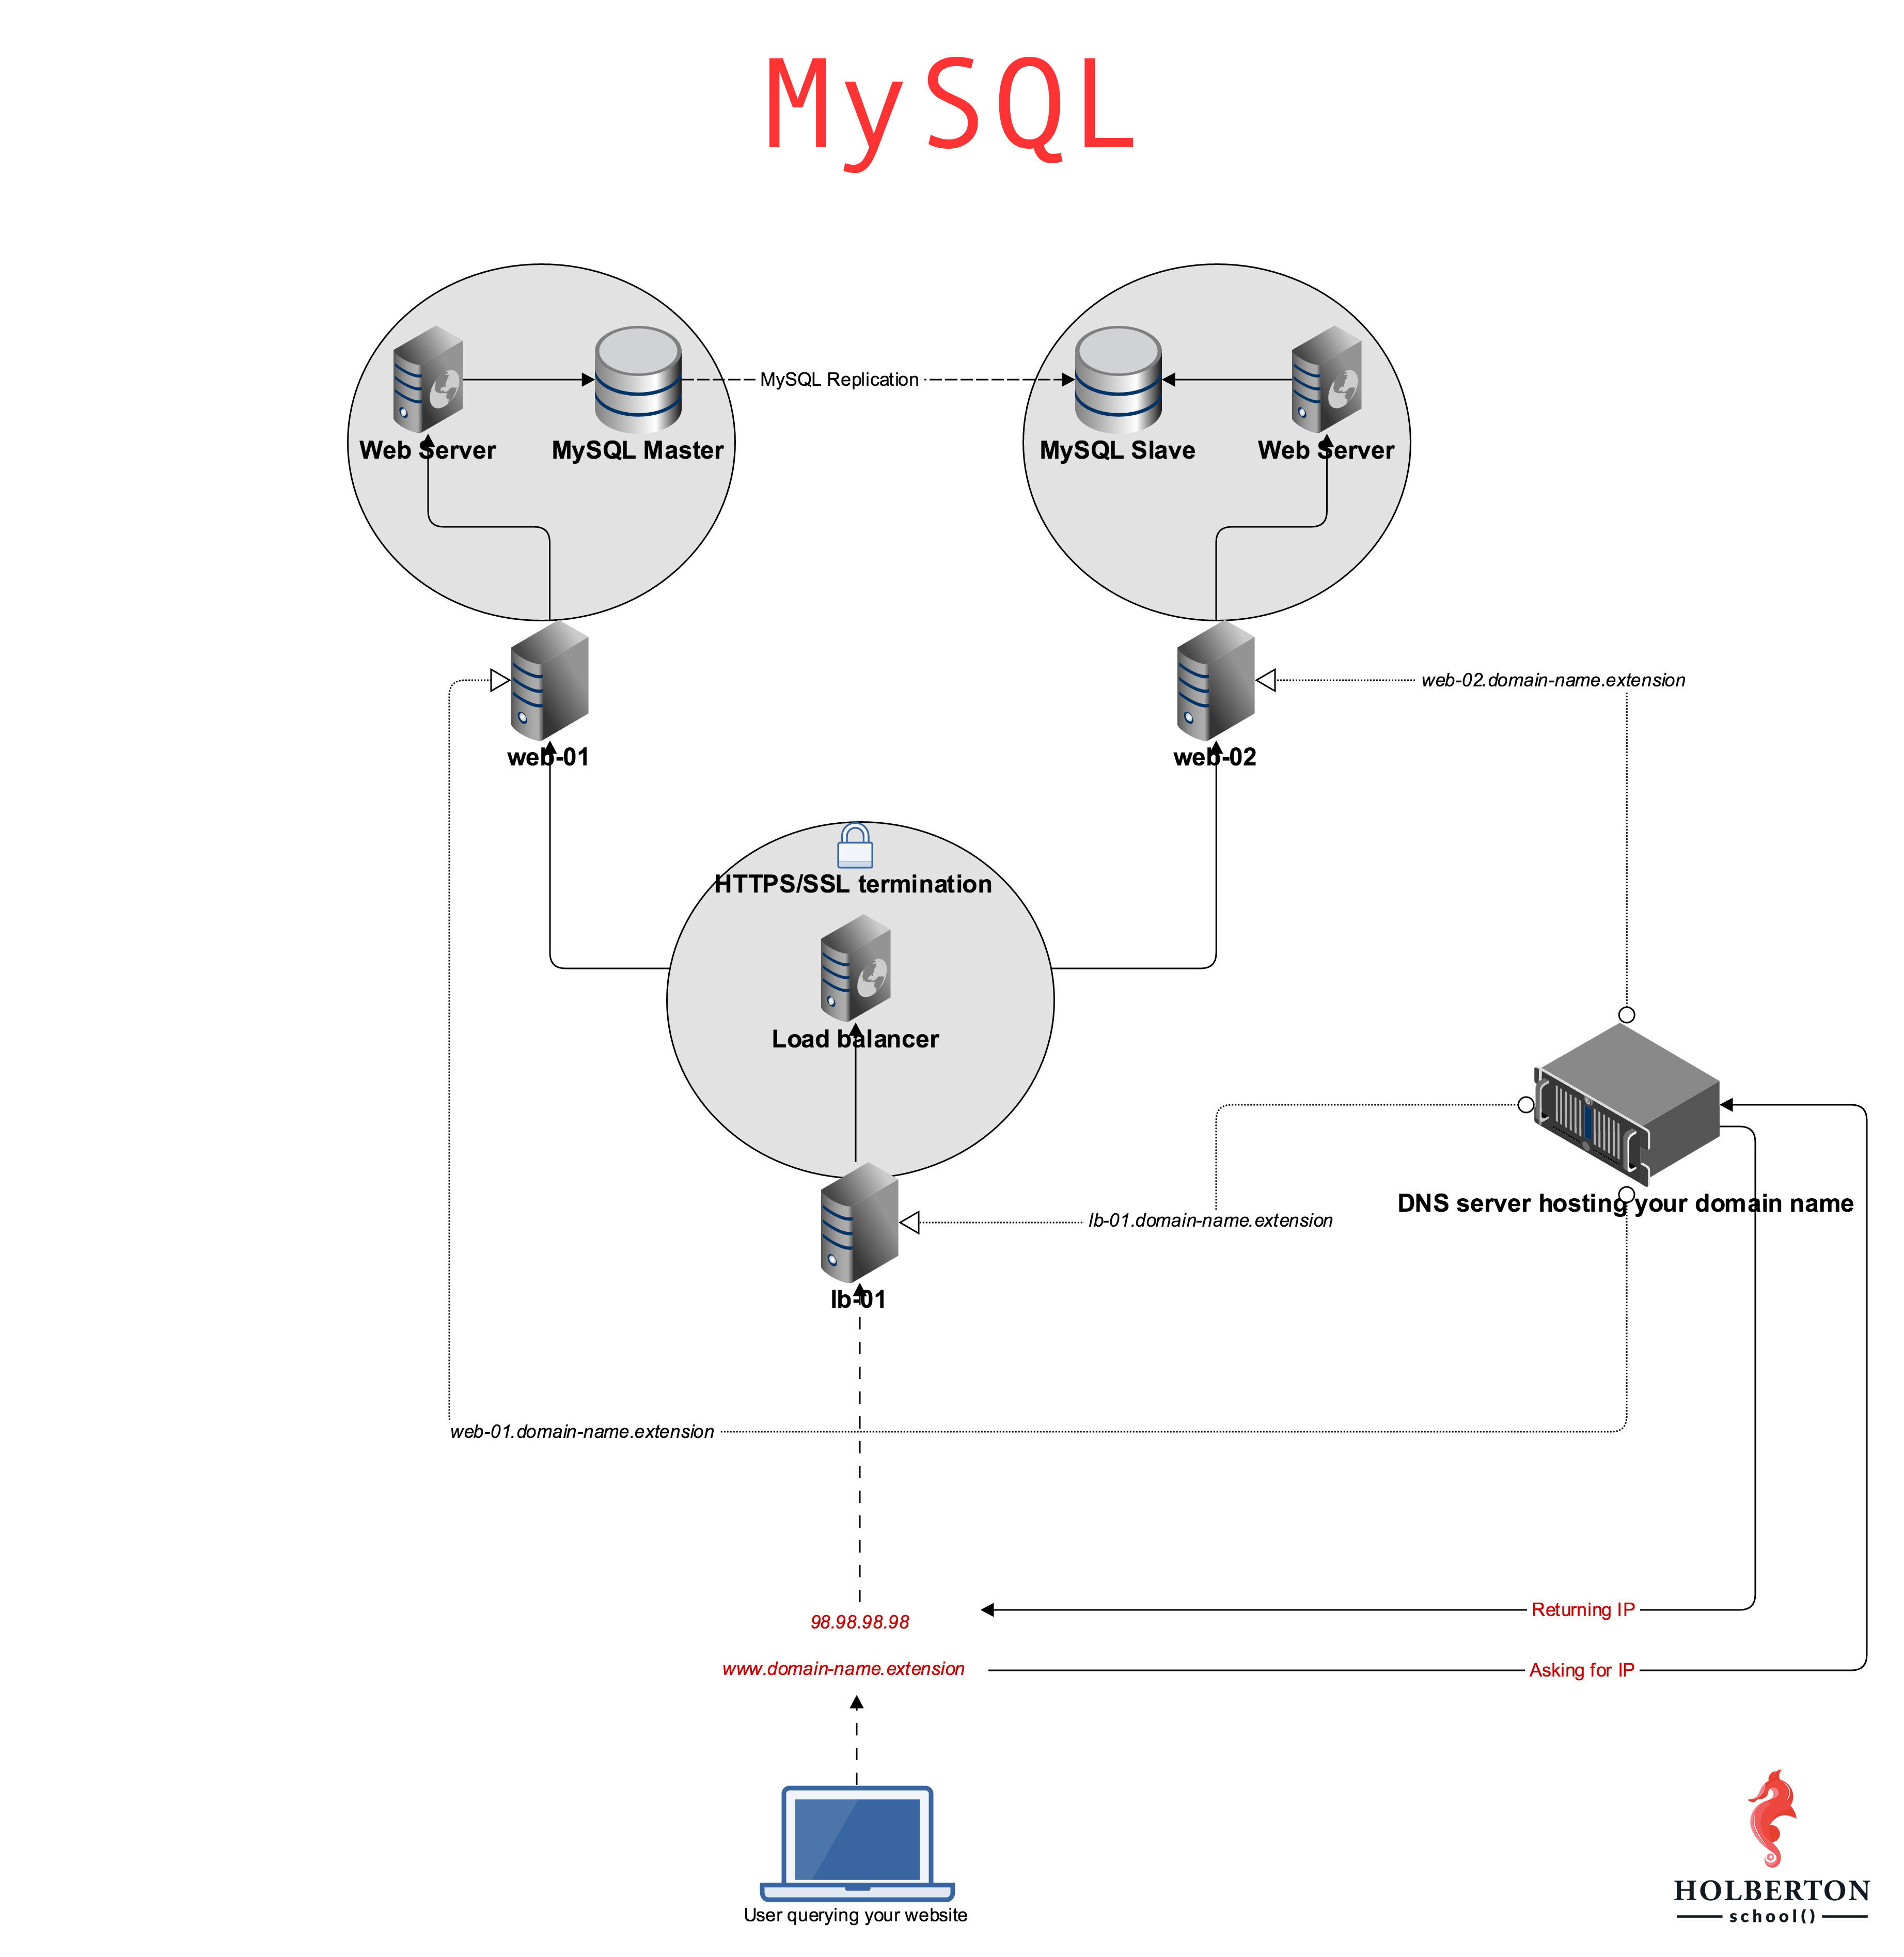 MySQL
MySQL Replication
Web Server
MySQL Master
MySQL Slave
Web Server
web-02.domain-name.extension
web-01
web-02
HTTPS/SSL termination
Load balancer
DNS server hosting your domain name
lb-01.domain-name.extension
lb-01
web-01.domain-name.extension
Returning IP
98.98.98.98
www.domain-name.extension
Asking for IP
User querying your website
HOLBERTON
school()